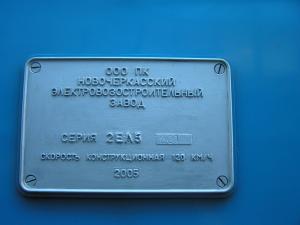 ООО ПК
НОВОЧЕРКАССКИЙ
ЭЛЕКТРОВОЗОСТРОИТЕЛЬНЫЙ
ЗАВОД
СЕРИЯ 2ЕЛ5
СКОРОСТЬ КОНСТРУКЦИОННАЯ 120 КМ/Ч
2005